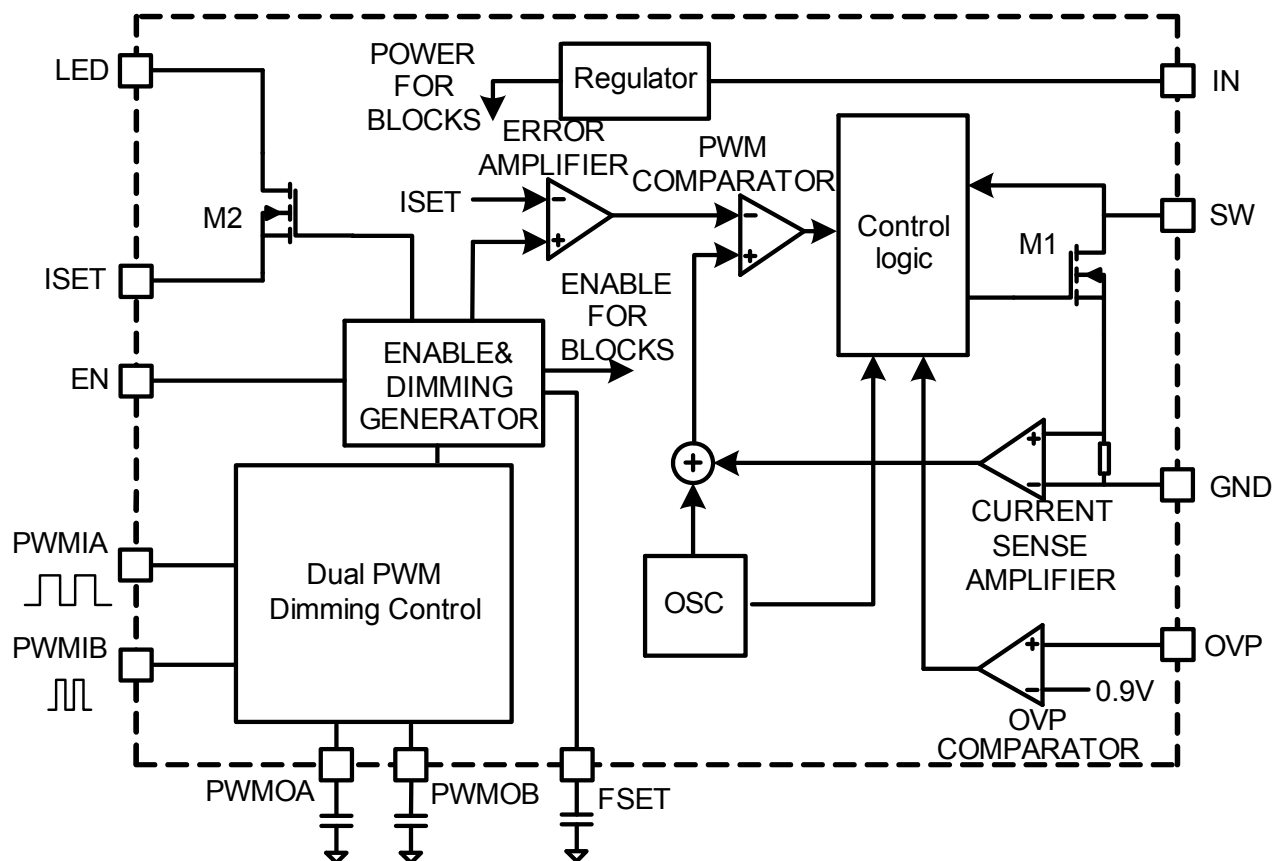 LED
POWER
FOR
BLOCKS
Regulator
IN
ERROR
AMPLIFIER
PWM
COMPARATOR
ISET
−
+
−
+
Control
logic
SW
M1
M2
ISET
ENABLE
FOR
BLOCKS
EN
ENABLE&
DIMMING
GENERATOR
+
+
−
GND
CURRENT
SENSE
AMPLIFIER
PWMIA
Dual PWM
Dimming Control
OSC
PWMIB
+
−
0.9V
OVP
OVP
COMPARATOR
PWMOA
PWMOB
FSET